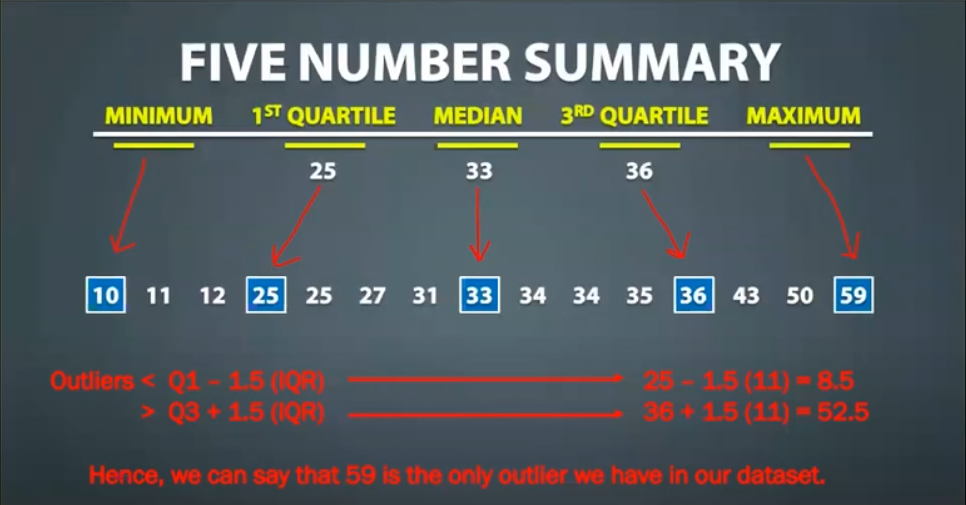 FIVE NUMBER SUMMARY
MINIMUM 1ST QUARTILE MEDIAN 3RD QUARTILE MAXIMUM
25 33 36
10 11 12 25 25 27 31 33 34 34 35 36 43 50 59
Outliers < Q1 – 1.5 (IQR) 25 – 1.5 (11) = 8.5
> Q3 + 1.5 (IQR) 36 + 1.5 (11) = 52.5
Hence, we can say that 59 is the only outlier we have in our dataset.